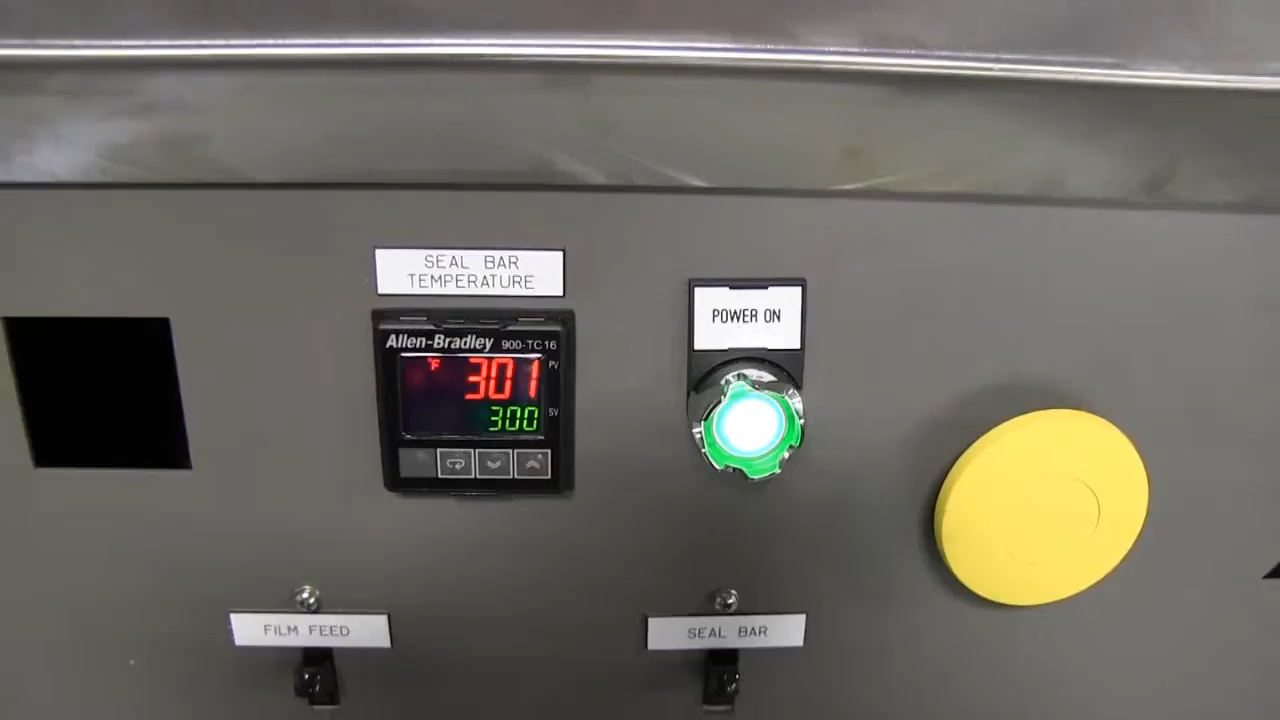 SEAL BAR
TEMPERATURE
Allen-Bradley 900-TC16
°F 301 PV
300 SV
POWER ON
FILM FEED
SEAL BAR